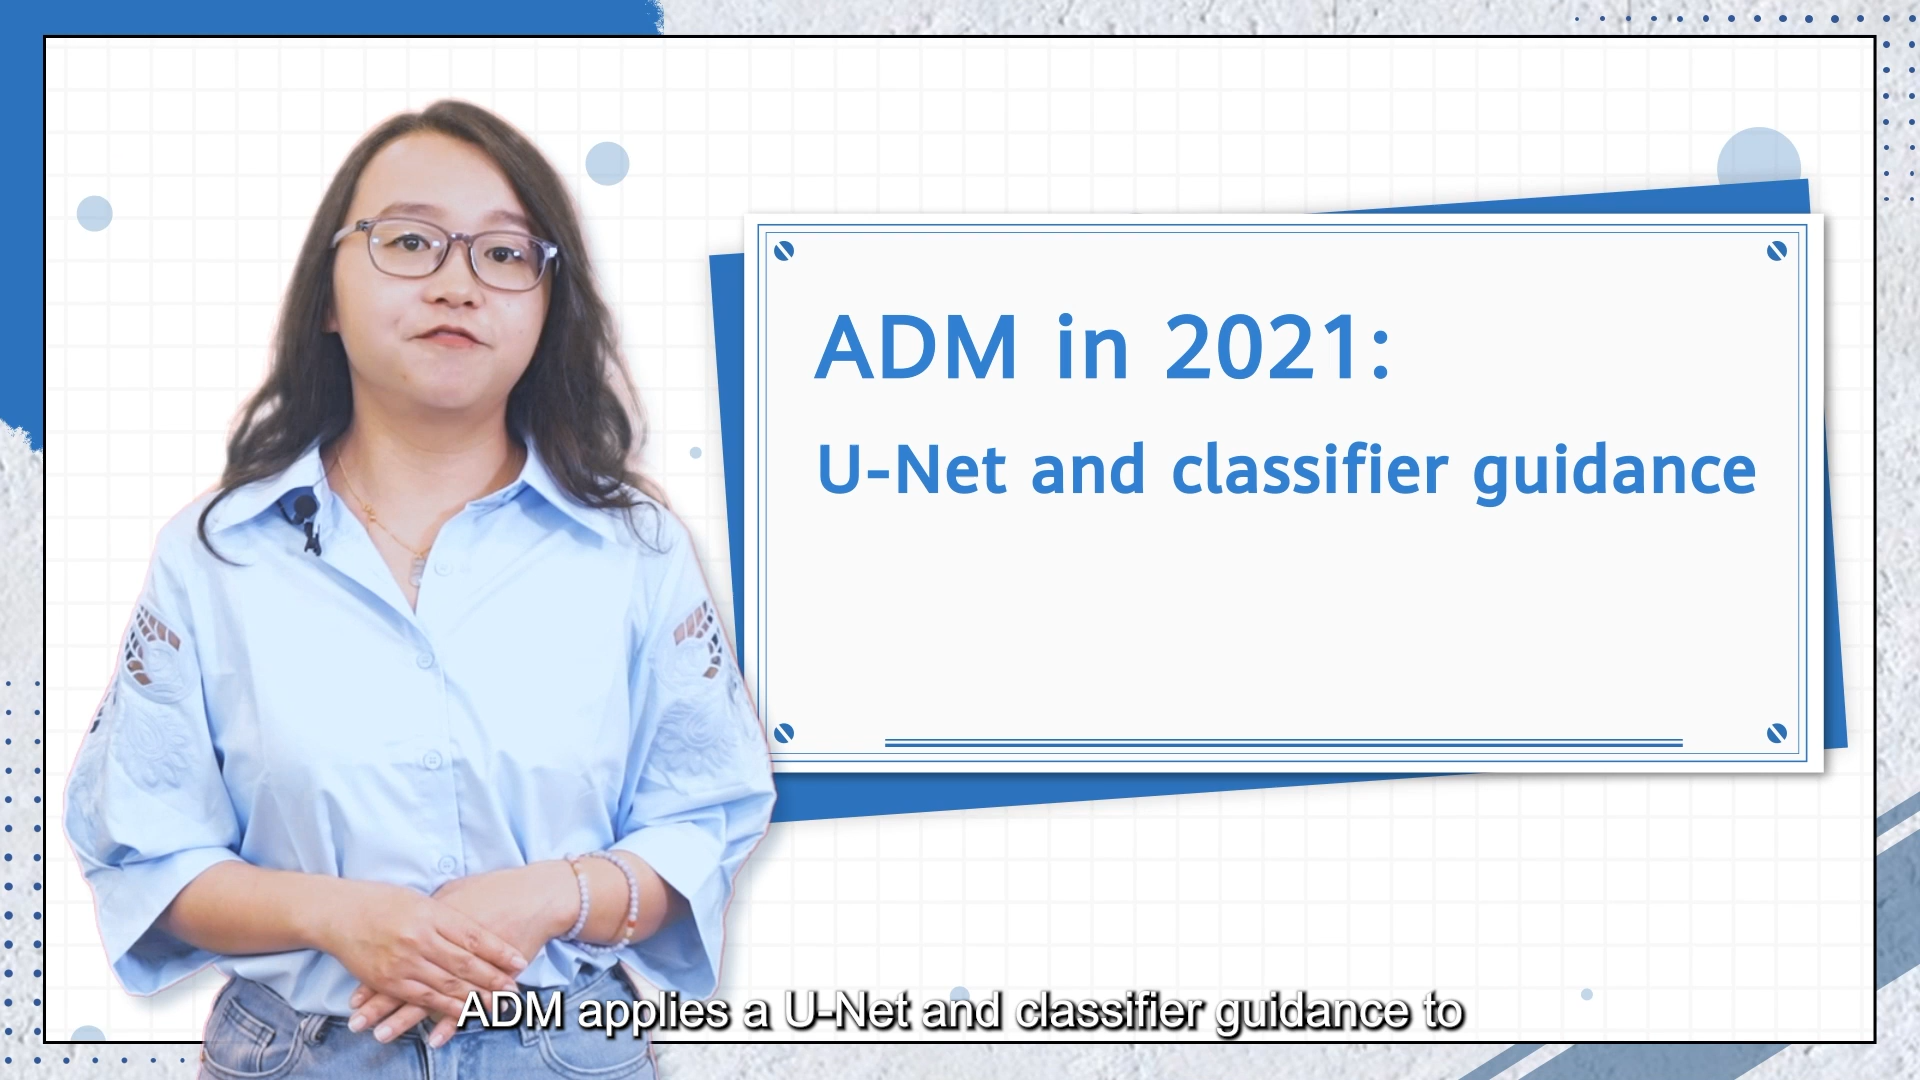 ADM in 2021:
U-Net and classifier guidance
ADM applies a U-Net and classifier guidance to